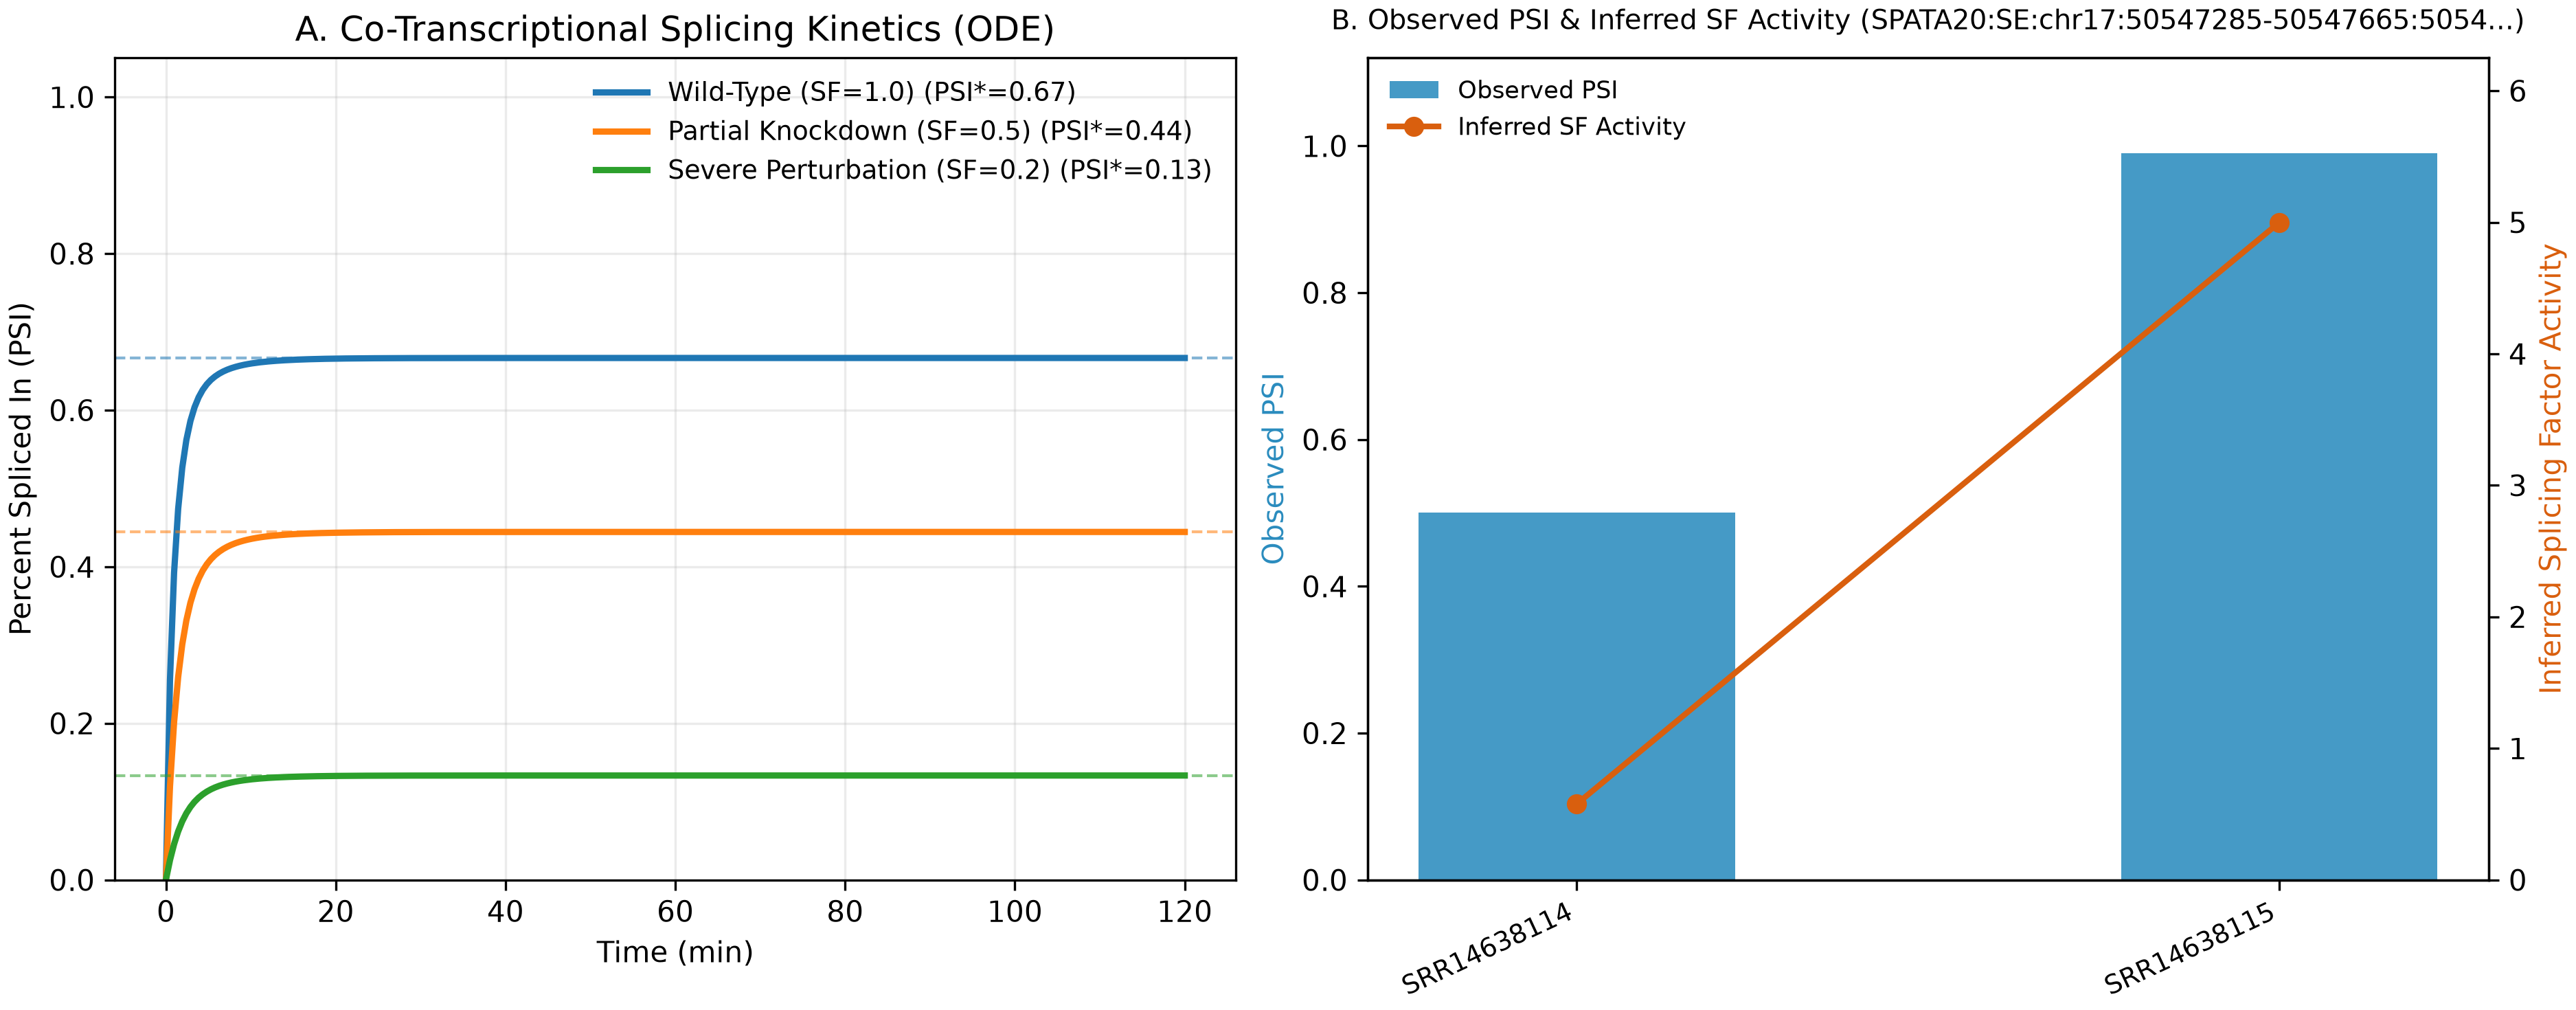 A. Co-Transcriptional Splicing Kinetics (ODE)
Percent Spliced In (PSI)
1.0
0.8
0.6
0.4
0.2
0.0
Wild-Type (SF=1.0) (PSI*=0.67)
Partial Knockdown (SF=0.5) (PSI*=0.44)
Severe Perturbation (SF=0.2) (PSI*=0.13)
0 20 40 60 80 100 120
Time (min)
B. Observed PSI & Inferred SF Activity (SPATA20:SE:chr17:50547285-50547665:5054...)
Observed PSI
1.0
0.8
0.6
0.4
0.2
0.0
Observed PSI
Inferred SF Activity
6
5
4
3
2
1
0
Inferred Splicing Factor Activity
SRR14638114
SRR14638115